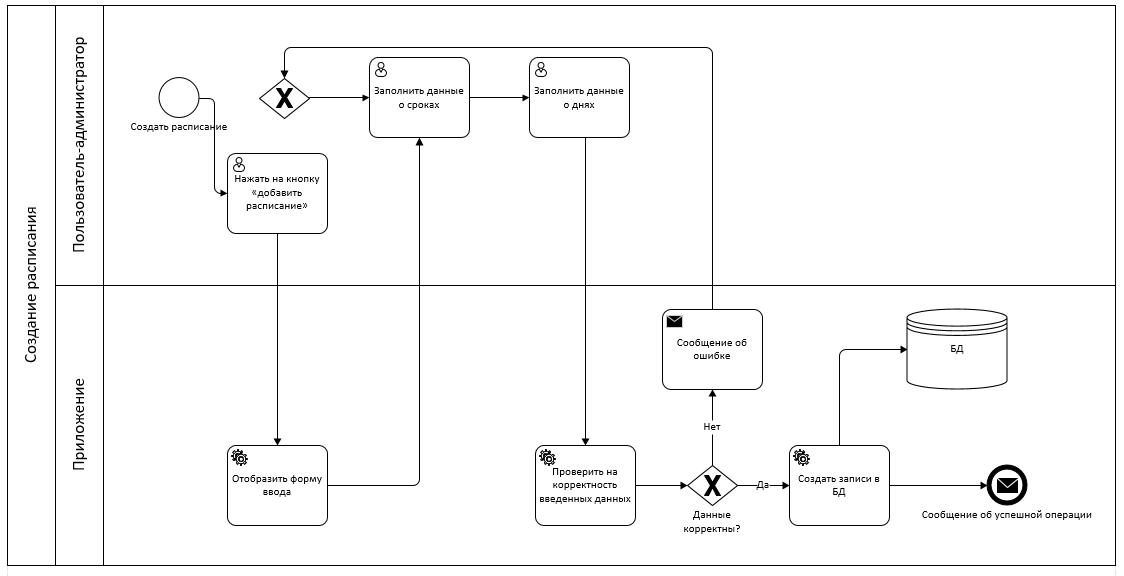 Создание расписания
Пользователь-администратор
Создать расписание
X
Заполнить данные
о сроках
Заполнить данные
о днях
Нажать на кнопку
«добавить
расписание»
Приложение
Отобразить форму
ввода
Проверить на
корректность
введенных данных
Сообщение об
ошибке
Нет
X
Данные
корректны?
Да
Создать записи в
БД
БД
Сообщение об успешной операции